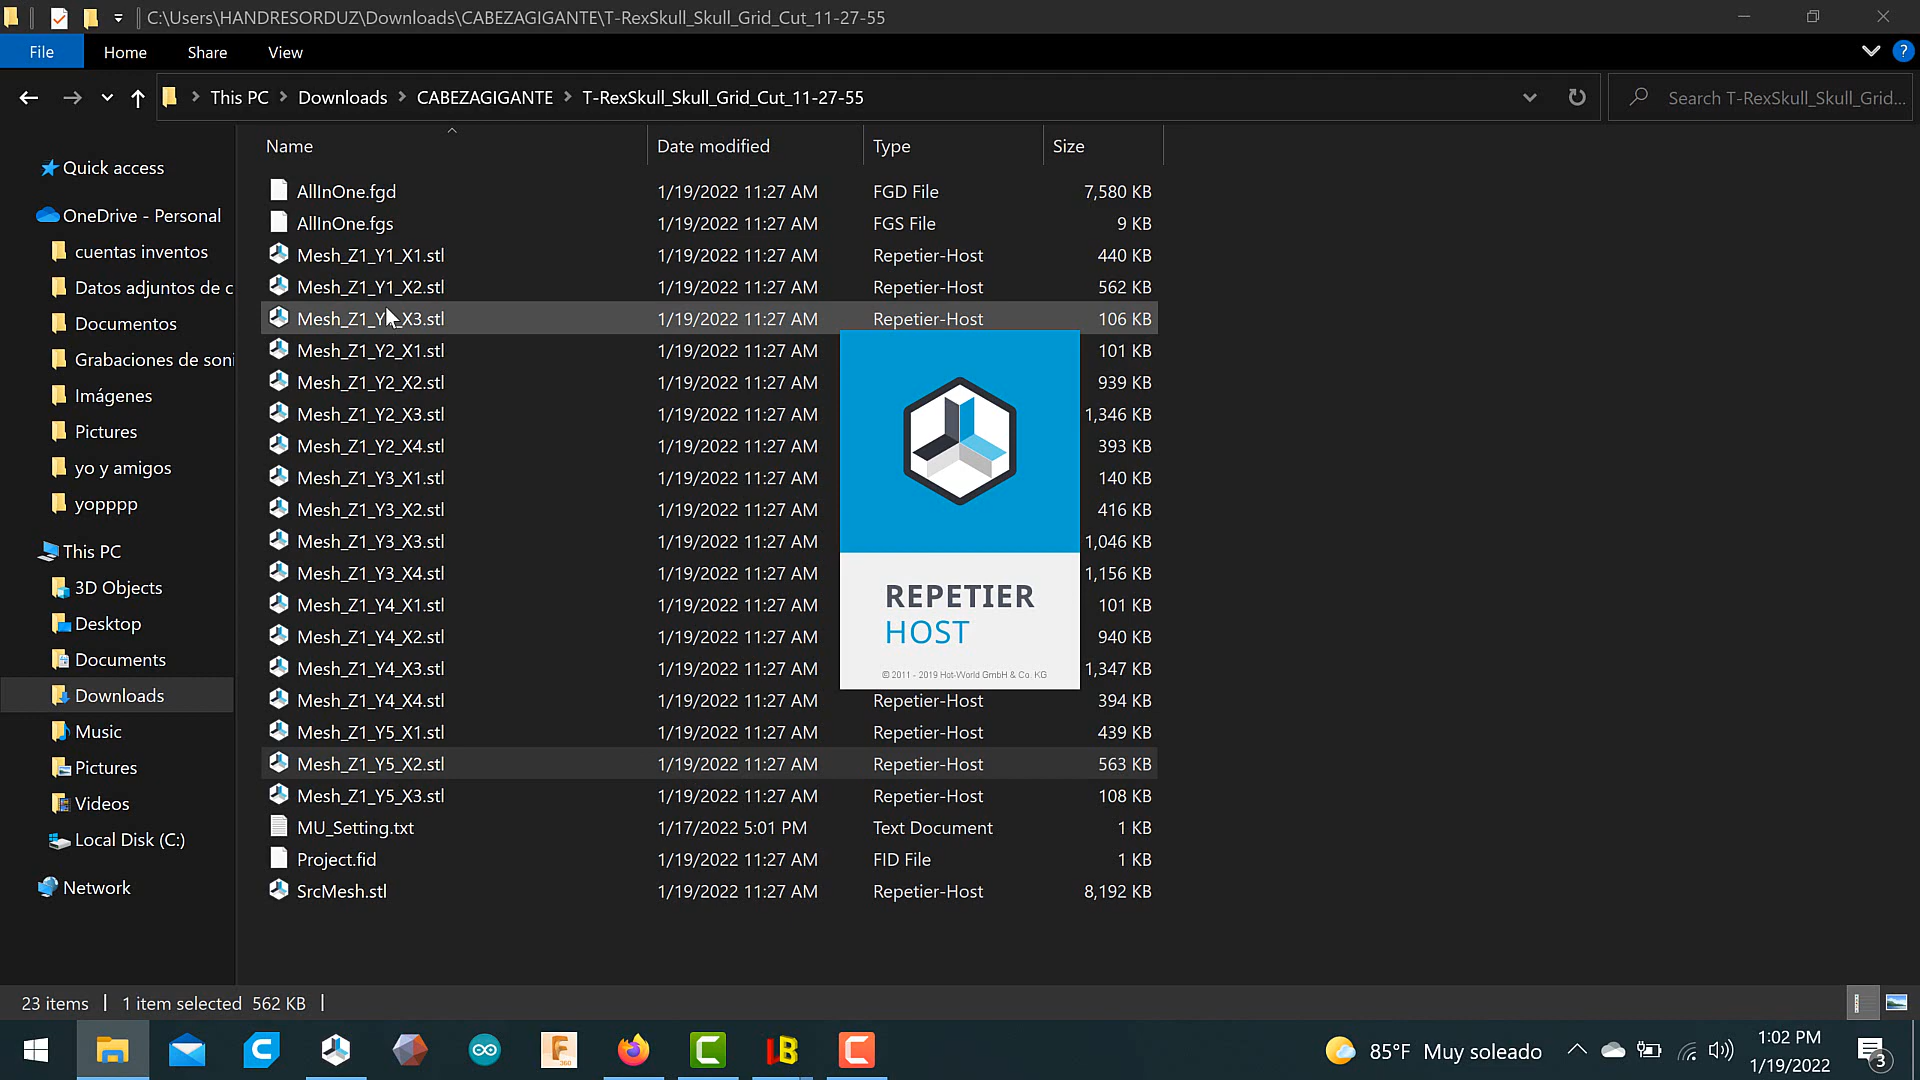 C:\Users\HANDRESORDUZ\Downloads\CABEZAGIGANTE\T-RexSkull_Skull_Grid_Cut_11-27-55
File Home Share View
This PC Downloads CABEZAGIGANTE T-RexSkull_Skull_Grid_Cut_11-27-55 Search T-RexSkull_Skull_Grid...
Name Date modified Type Size
Quick access
OneDrive - Personal
cuentas inventos
Datos adjuntos de c
Documentos
Grabaciones de soni
Imágenes
Pictures
yo y amigos
yopppp
This PC
3D Objects
Desktop
Documents
Downloads
Music
Pictures
Videos
Local Disk (C:)
Network
AllInOne.fgd 1/19/2022 11:27 AM FGD File 7,580 KB
AllInOne.fgs 1/19/2022 11:27 AM FGS File 9 KB
Mesh_Z1_Y1_X1.stl 1/19/2022 11:27 AM Repetier-Host 440 KB
Mesh_Z1_Y1_X2.stl 1/19/2022 11:27 AM Repetier-Host 562 KB
Mesh_Z1_Y1_X3.stl 1/19/2022 11:27 AM Repetier-Host 106 KB
Mesh_Z1_Y2_X1.stl 1/19/2022 11:27 AM 101 KB
Mesh_Z1_Y2_X2.stl 1/19/2022 11:27 AM 939 KB
Mesh_Z1_Y2_X3.stl 1/19/2022 11:27 AM 1,346 KB
Mesh_Z1_Y2_X4.stl 1/19/2022 11:27 AM 393 KB
Mesh_Z1_Y3_X1.stl 1/19/2022 11:27 AM 140 KB
Mesh_Z1_Y3_X2.stl 1/19/2022 11:27 AM 416 KB
Mesh_Z1_Y3_X3.stl 1/19/2022 11:27 AM 1,046 KB
Mesh_Z1_Y3_X4.stl 1/19/2022 11:27 AM 1,156 KB
Mesh_Z1_Y4_X1.stl 1/19/2022 11:27 AM 101 KB
Mesh_Z1_Y4_X2.stl 1/19/2022 11:27 AM 940 KB
Mesh_Z1_Y4_X3.stl 1/19/2022 11:27 AM 1,347 KB
Mesh_Z1_Y4_X4.stl 1/19/2022 11:27 AM Repetier-Host 394 KB
Mesh_Z1_Y5_X1.stl 1/19/2022 11:27 AM Repetier-Host 439 KB
Mesh_Z1_Y5_X2.stl 1/19/2022 11:27 AM Repetier-Host 563 KB
Mesh_Z1_Y5_X3.stl 1/19/2022 11:27 AM Repetier-Host 108 KB
MU_Setting.txt 1/17/2022 5:01 PM Text Document 1 KB
Project.fid 1/19/2022 11:27 AM FID File 1 KB
SrcMesh.stl 1/19/2022 11:27 AM Repetier-Host 8,192 KB
REPETIER
HOST
© 2011 - 2019 Hot-World GmbH & Co. KG
23 items 1 item selected 562 KB
85°F Muy soleado
1:02 PM
1/19/2022
3